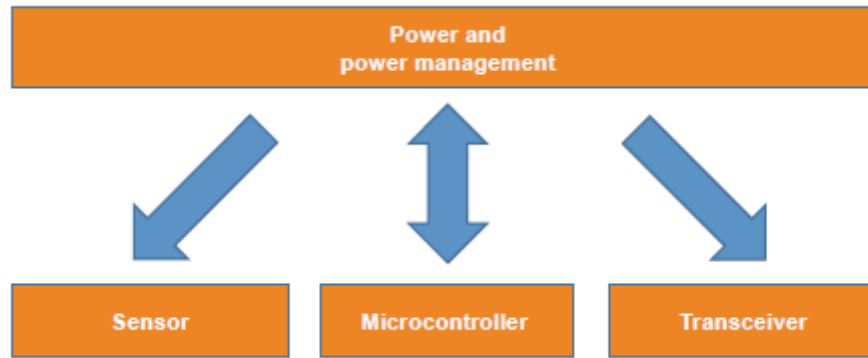 Power and
power management
Sensor
Microcontroller
Transceiver